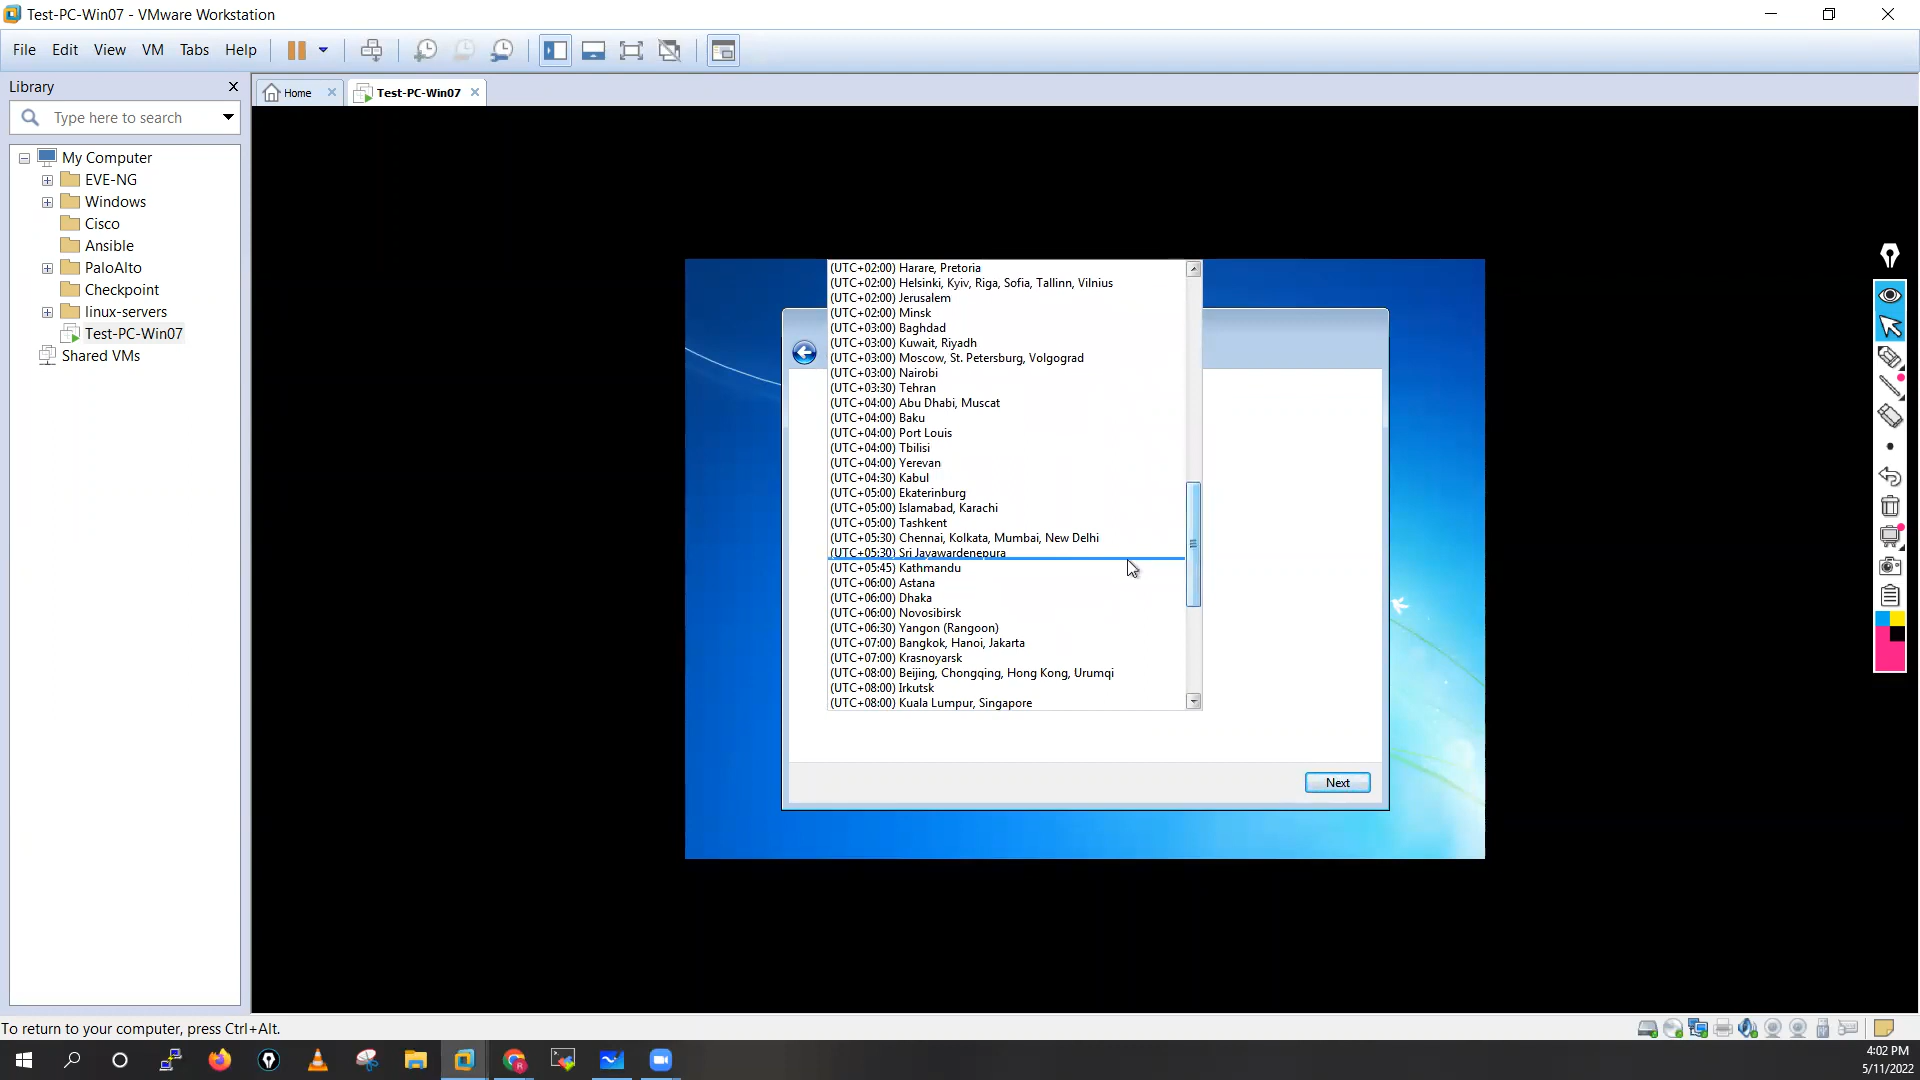 Test-PC-Win07 - VMware Workstation
File Edit View VM Tabs Help
Library
Home
Test-PC-Win07
Type here to search
My Computer
EVE-NG
Windows
Cisco
Ansible
PaloAlto
Checkpoint
linux-servers
Test-PC-Win07
Shared VMs
(UTC+02:00) Harare, Pretoria
(UTC+02:00) Helsinki, Kyiv, Riga, Sofia, Tallinn, Vilnius
(UTC+02:00) Jerusalem
(UTC+02:00) Minsk
(UTC+03:00) Baghdad
(UTC+03:00) Kuwait, Riyadh
(UTC+03:00) Moscow, St. Petersburg, Volgograd
(UTC+03:00) Nairobi
(UTC+03:30) Tehran
(UTC+04:00) Abu Dhabi, Muscat
(UTC+04:00) Baku
(UTC+04:00) Port Louis
(UTC+04:00) Tbilisi
(UTC+04:00) Yerevan
(UTC+04:30) Kabul
(UTC+05:00) Ekaterinburg
(UTC+05:00) Islamabad, Karachi
(UTC+05:00) Tashkent
(UTC+05:30) Chennai, Kolkata, Mumbai, New Delhi
(UTC+05:30) Sri Jayawardenepura
(UTC+05:45) Kathmandu
(UTC+06:00) Astana
(UTC+06:00) Dhaka
(UTC+06:00) Novosibirsk
(UTC+06:30) Yangon (Rangoon)
(UTC+07:00) Bangkok, Hanoi, Jakarta
(UTC+07:00) Krasnoyarsk
(UTC+08:00) Beijing, Chongqing, Hong Kong, Urumqi
(UTC+08:00) Irkutsk
(UTC+08:00) Kuala Lumpur, Singapore
Next
To return to your computer, press Ctrl+Alt.
4:02 PM
5/11/2022